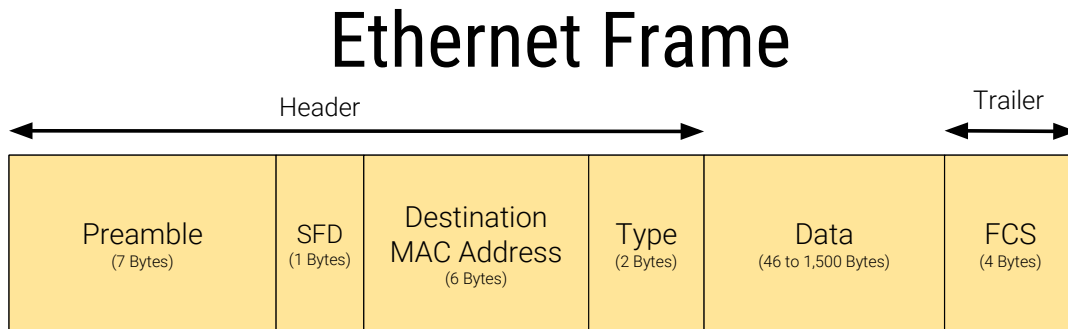 Ethernet Frame
Header
Trailer
Preamble
(7 Bytes)
SFD
(1 Bytes)
Destination
MAC Address
(6 Bytes)
Type
(2 Bytes)
Data
(46 to 1,500 Bytes)
FCS
(4 Bytes)